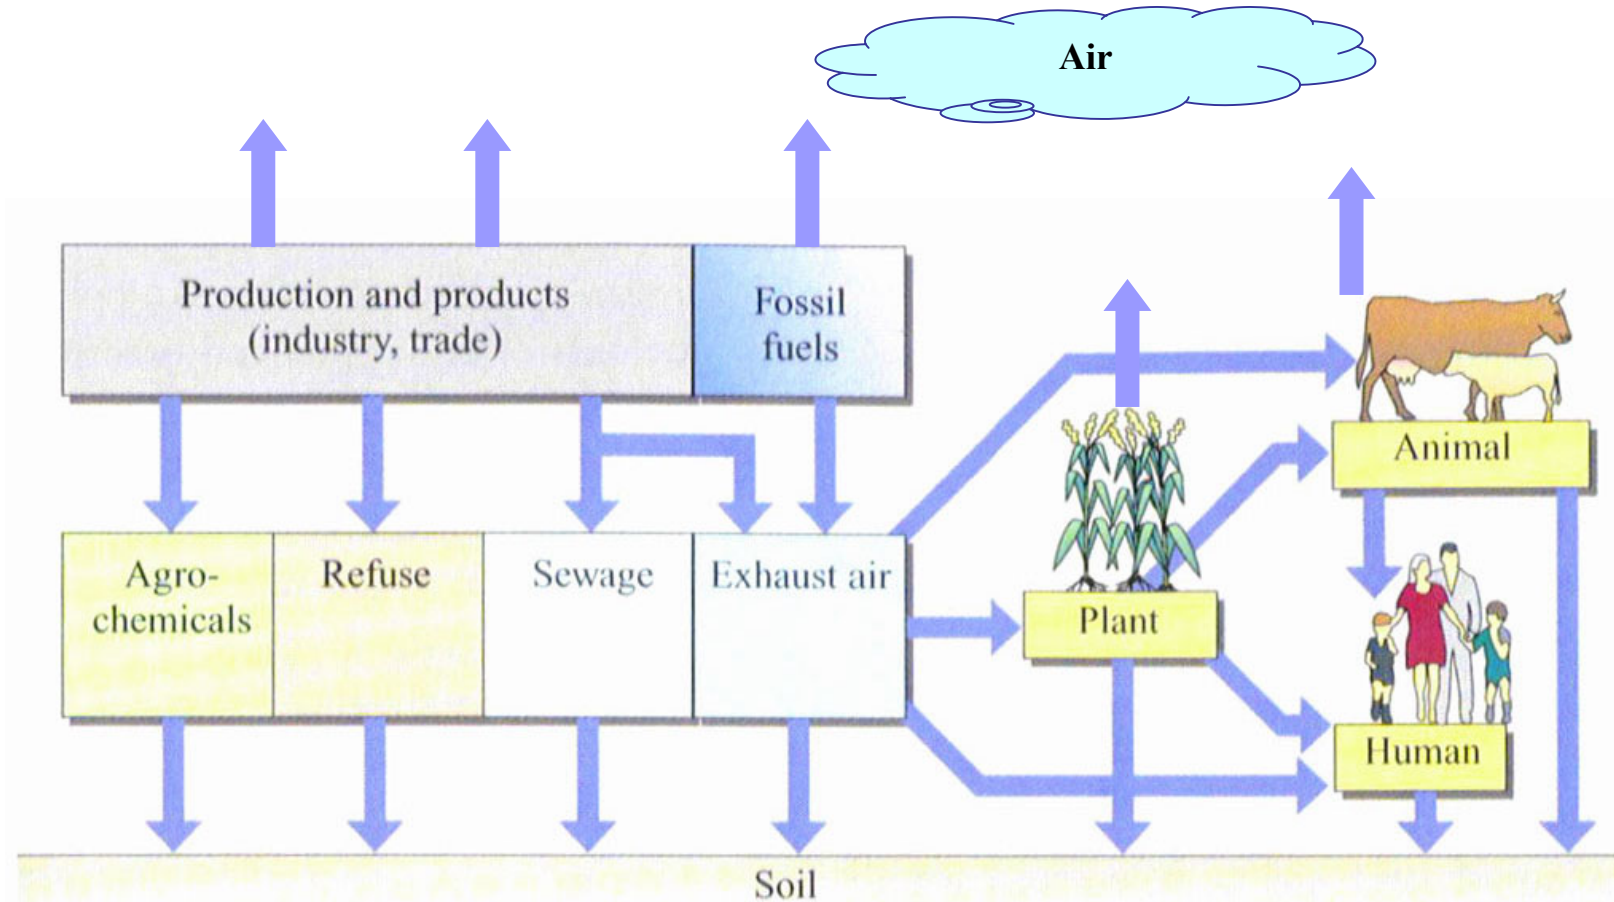 Air
Production and products
(industry, trade)
Fossil
fuels
Agro-
chemicals
Refuse
Sewage
Exhaust air
Plant
Animal
Human
Soil